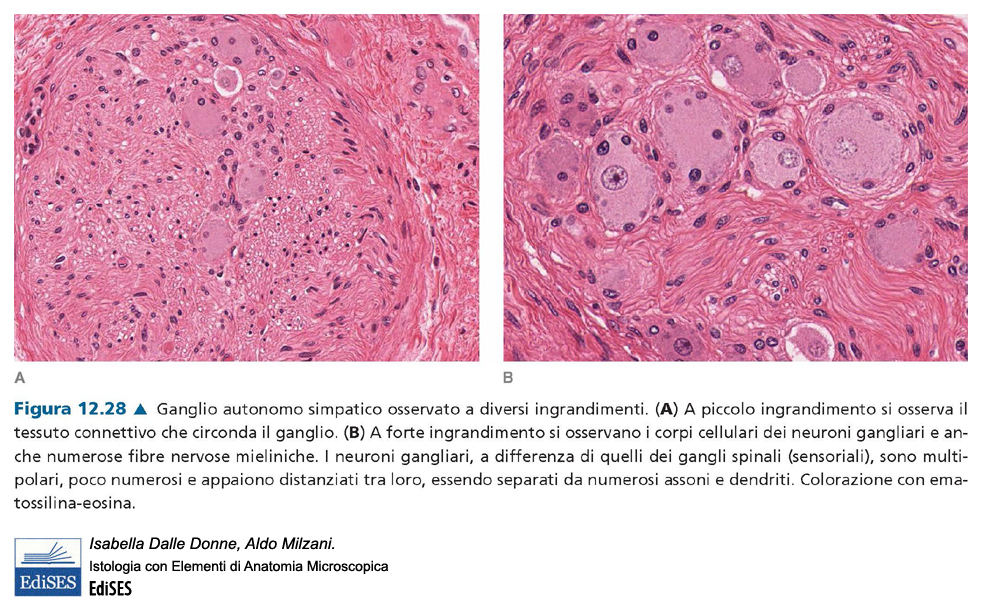 A
B
Figura 12.28 ▲ Ganglio autonomo simpatico osservato a diversi ingrandimenti. (A) A piccolo ingrandimento si osserva il
tessuto connettivo che circonda il ganglio. (B) A forte ingrandimento si osservano i corpi cellulari dei neuroni gangliari e an-
che numerose fibre nervose mieliniche. I neuroni gangliari, a differenza di quelli dei gangli spinali (sensoriali), sono multi-
polari, poco numerosi e appaiono distanziati tra loro, essendo separati da numerosi assoni e dendriti. Colorazione con ema-
tossilina-eosina.
Isabella Dalle Donne, Aldo Milzani.
Istologia con Elementi di Anatomia Microscopica
EdiSES
EdiSES